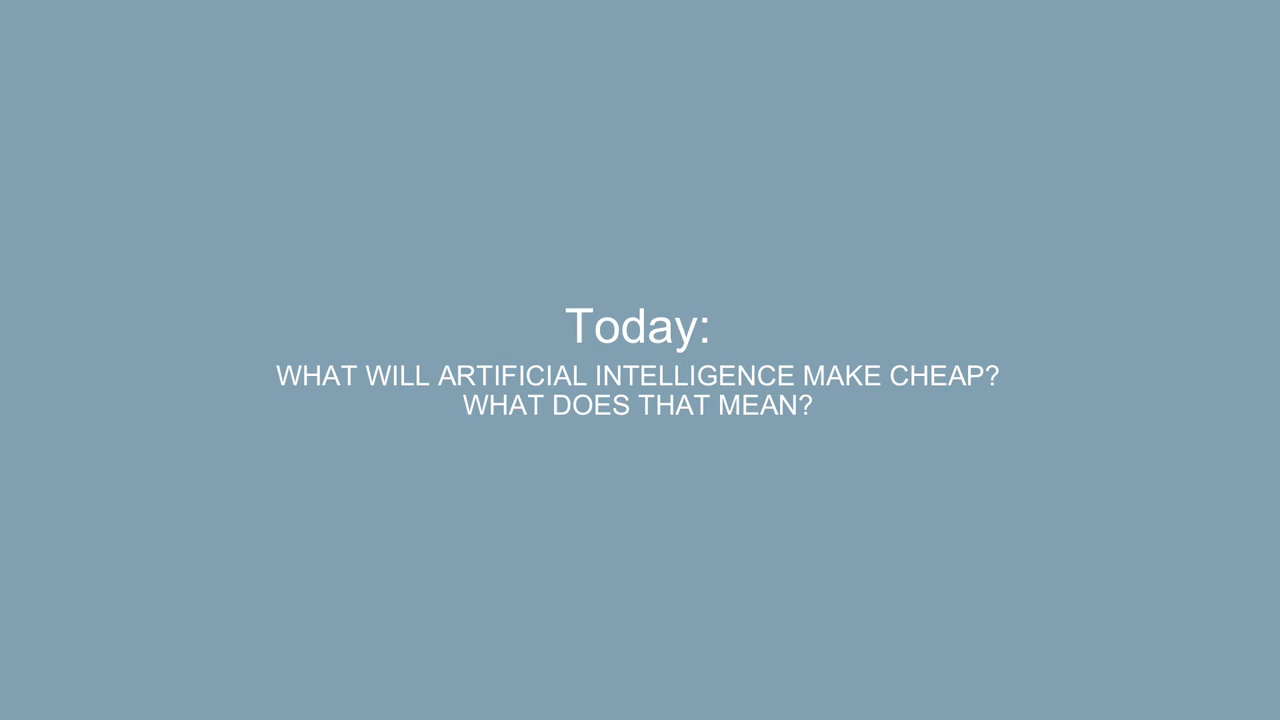 Today:
WHAT WILL ARTIFICIAL INTELLIGENCE MAKE CHEAP?
WHAT DOES THAT MEAN?